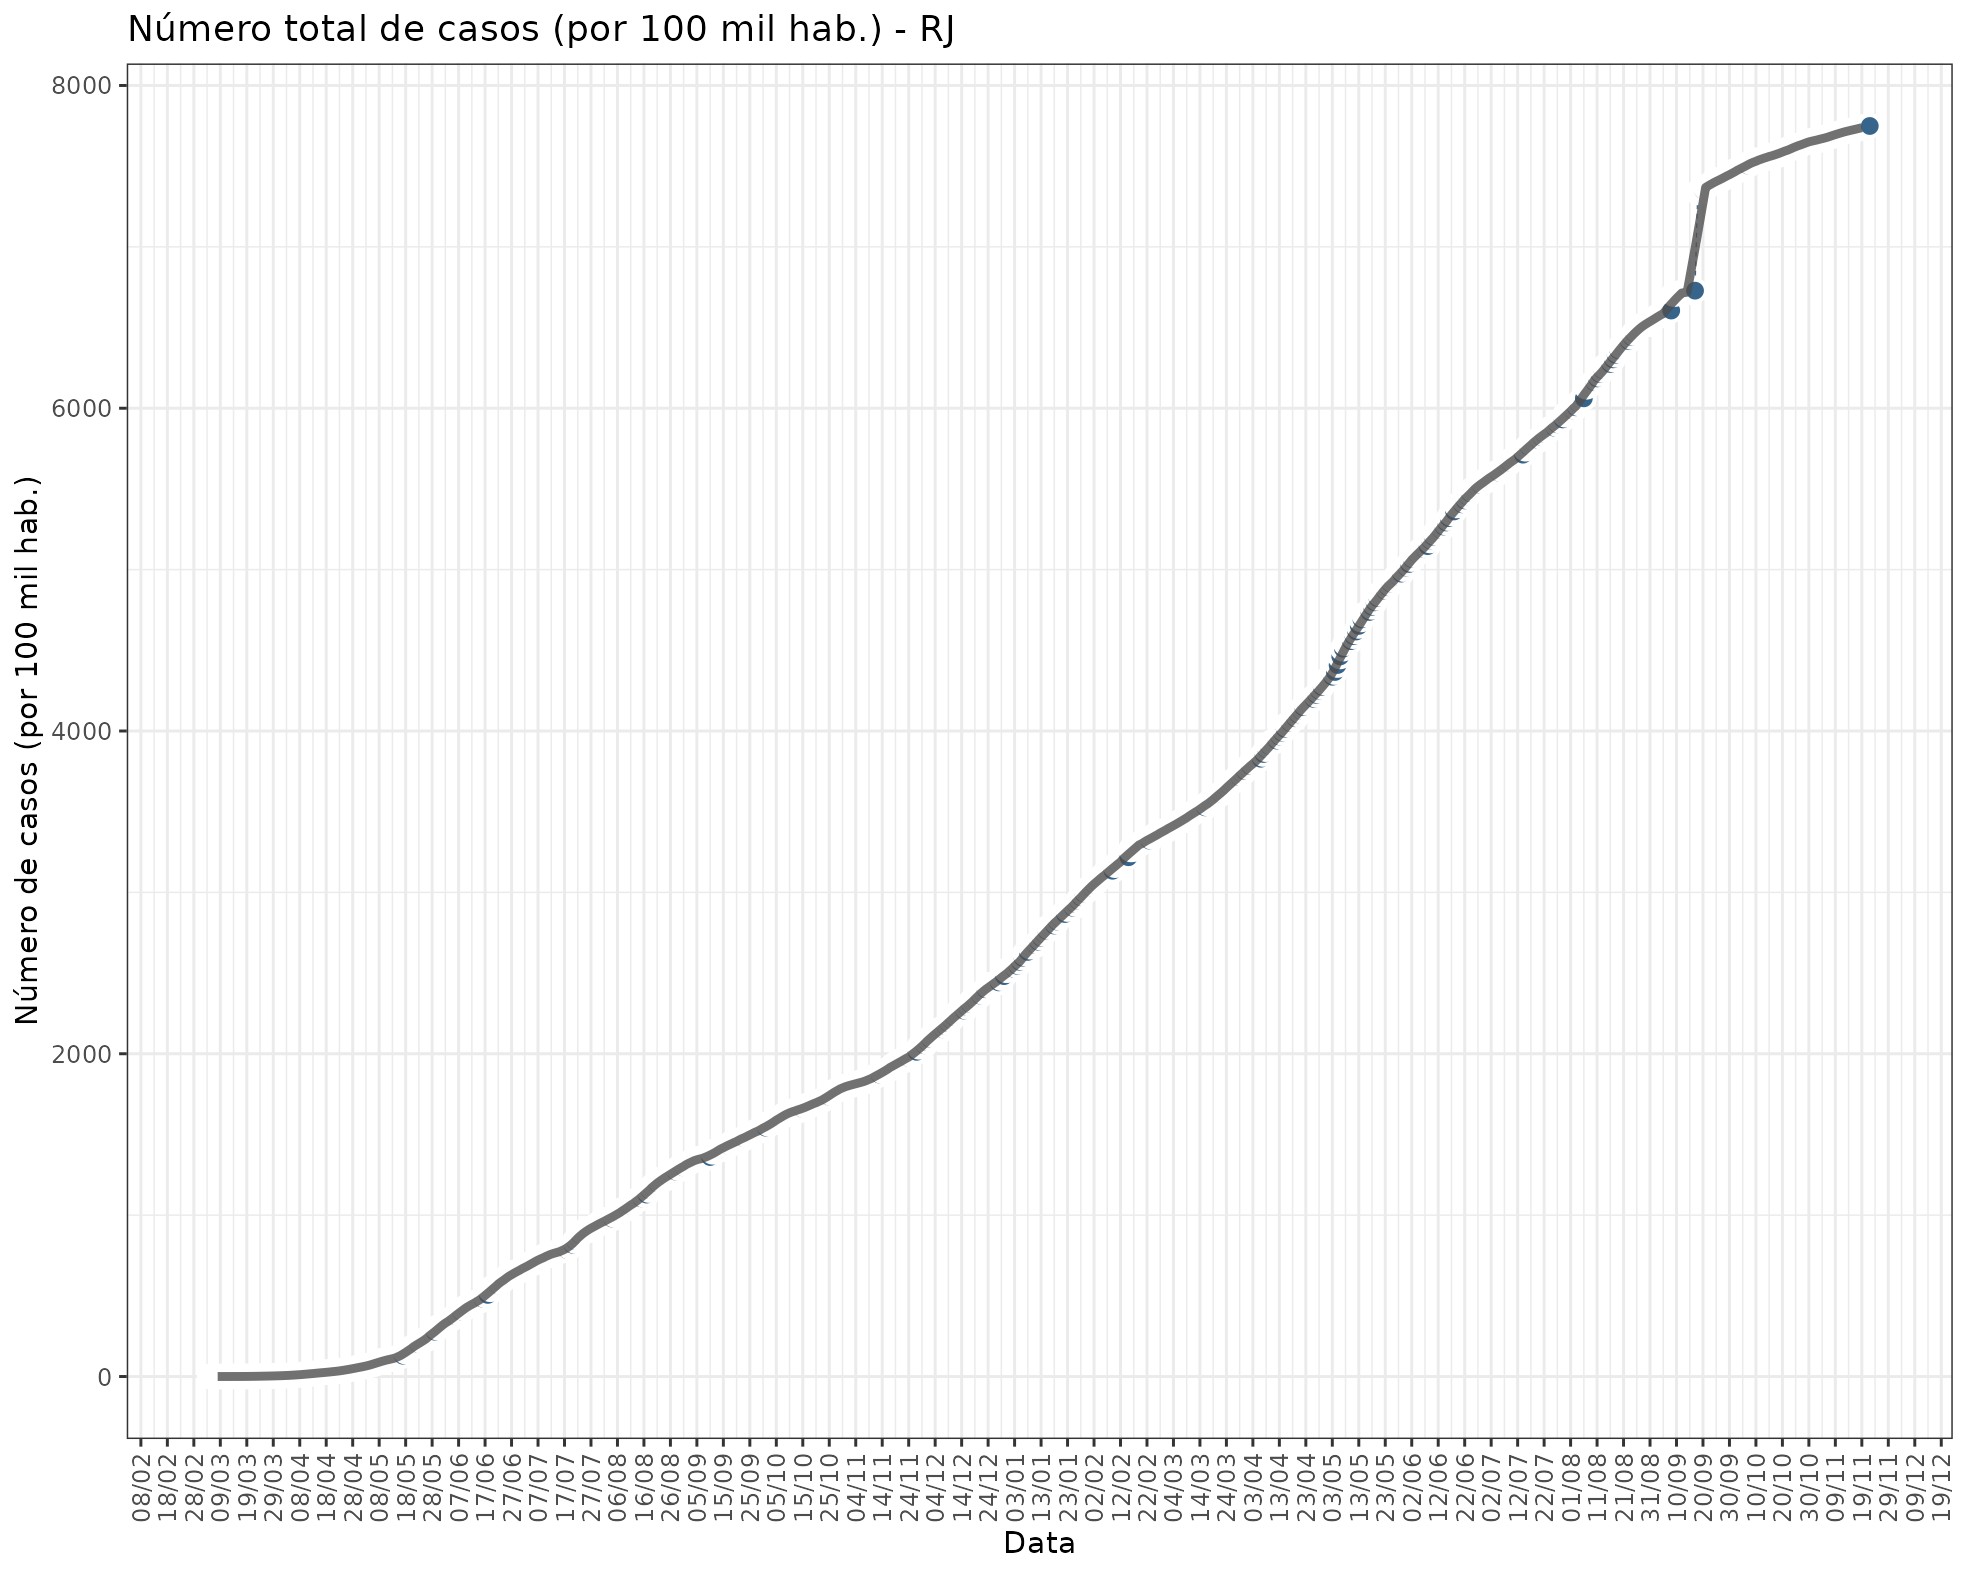 Número total de casos (por 100 mil hab.) - RJ
Número de casos (por 100 mil hab.)
8000
6000
4000
2000
0
08/02 18/02 28/02 09/03 19/03 29/03 08/04 18/04 28/04 08/05 18/05 28/05 07/06 17/06 27/06 07/07 17/07 27/07 06/08 16/08 26/08 05/09 15/09 25/09 05/10 15/10 25/10 04/11 14/11 24/11 04/12 14/12 24/12 03/01 13/01 23/01 02/02 12/02 22/02 04/03 14/03 24/03 03/04 13/04 23/04 03/05 13/05 23/05 02/06 12/06 22/06 02/07 12/07 22/07 01/08 11/08 21/08 31/08 10/09 20/09 30/09 10/10 20/10 30/10 09/11 19/11 29/11 09/12 19/12
Data